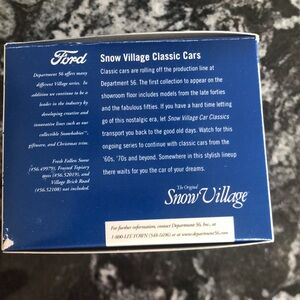 Ford
Department 56 offers many
different Village series. In
addition we continue to be a
leader in the industry by
developing creative and
innovative lines such as our
collectible Snowbabies™,
giftware, and Christmas trim.
Fresh Fallen Snow
(#56.49979), Frosted Topiary
(#56.52019), and
Village Brick Road
(#56.52108) not included.
Snow Village Classic Cars
Classic cars are rolling off the production line at
Department 56. The first collection to appear on the
showroom floor includes models from the late forties
and the fabulous fifties. If you have a hard time letting
go of this nostalgic era, let Snow Village Car Classics
transport you back to the good old days. Watch for this
ongoing series to continue with classic cars from the
'60s, '70s and beyond. Somewhere in this stylish lineup
there waits for you the car of your dreams.
The Original
Snow Village
For further information, contact Department 56, Inc., at
1-800-LIT TOWN (548-8696) or at www.department56.com.